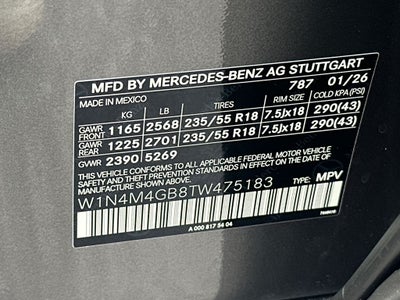 MFD BY MERCEDES-BENZ AG STUTTGART
MADE IN MEXICO 787 01/26
TIRES RIM SIZE COLD KPA(PSI)
KG LB
GAWR FRONT 1165 2568 235/55 R18 7.5Jx18 290(43)
GAWR REAR 1225 2701 235/55 R18 7.5Jx18 290(43)
GVWR 2390 5269
THIS VEHICLE CONFORMS TO ALL APPLICABLE FEDERAL MOTOR VEHICLE
SAFETY STANDARDS IN EFFECT ON THE DATE OF MANUFACTURE SHOWN ABOVE.
W1N4M4GB8TW475183 TYPE: MPV
A 000 817 54 04